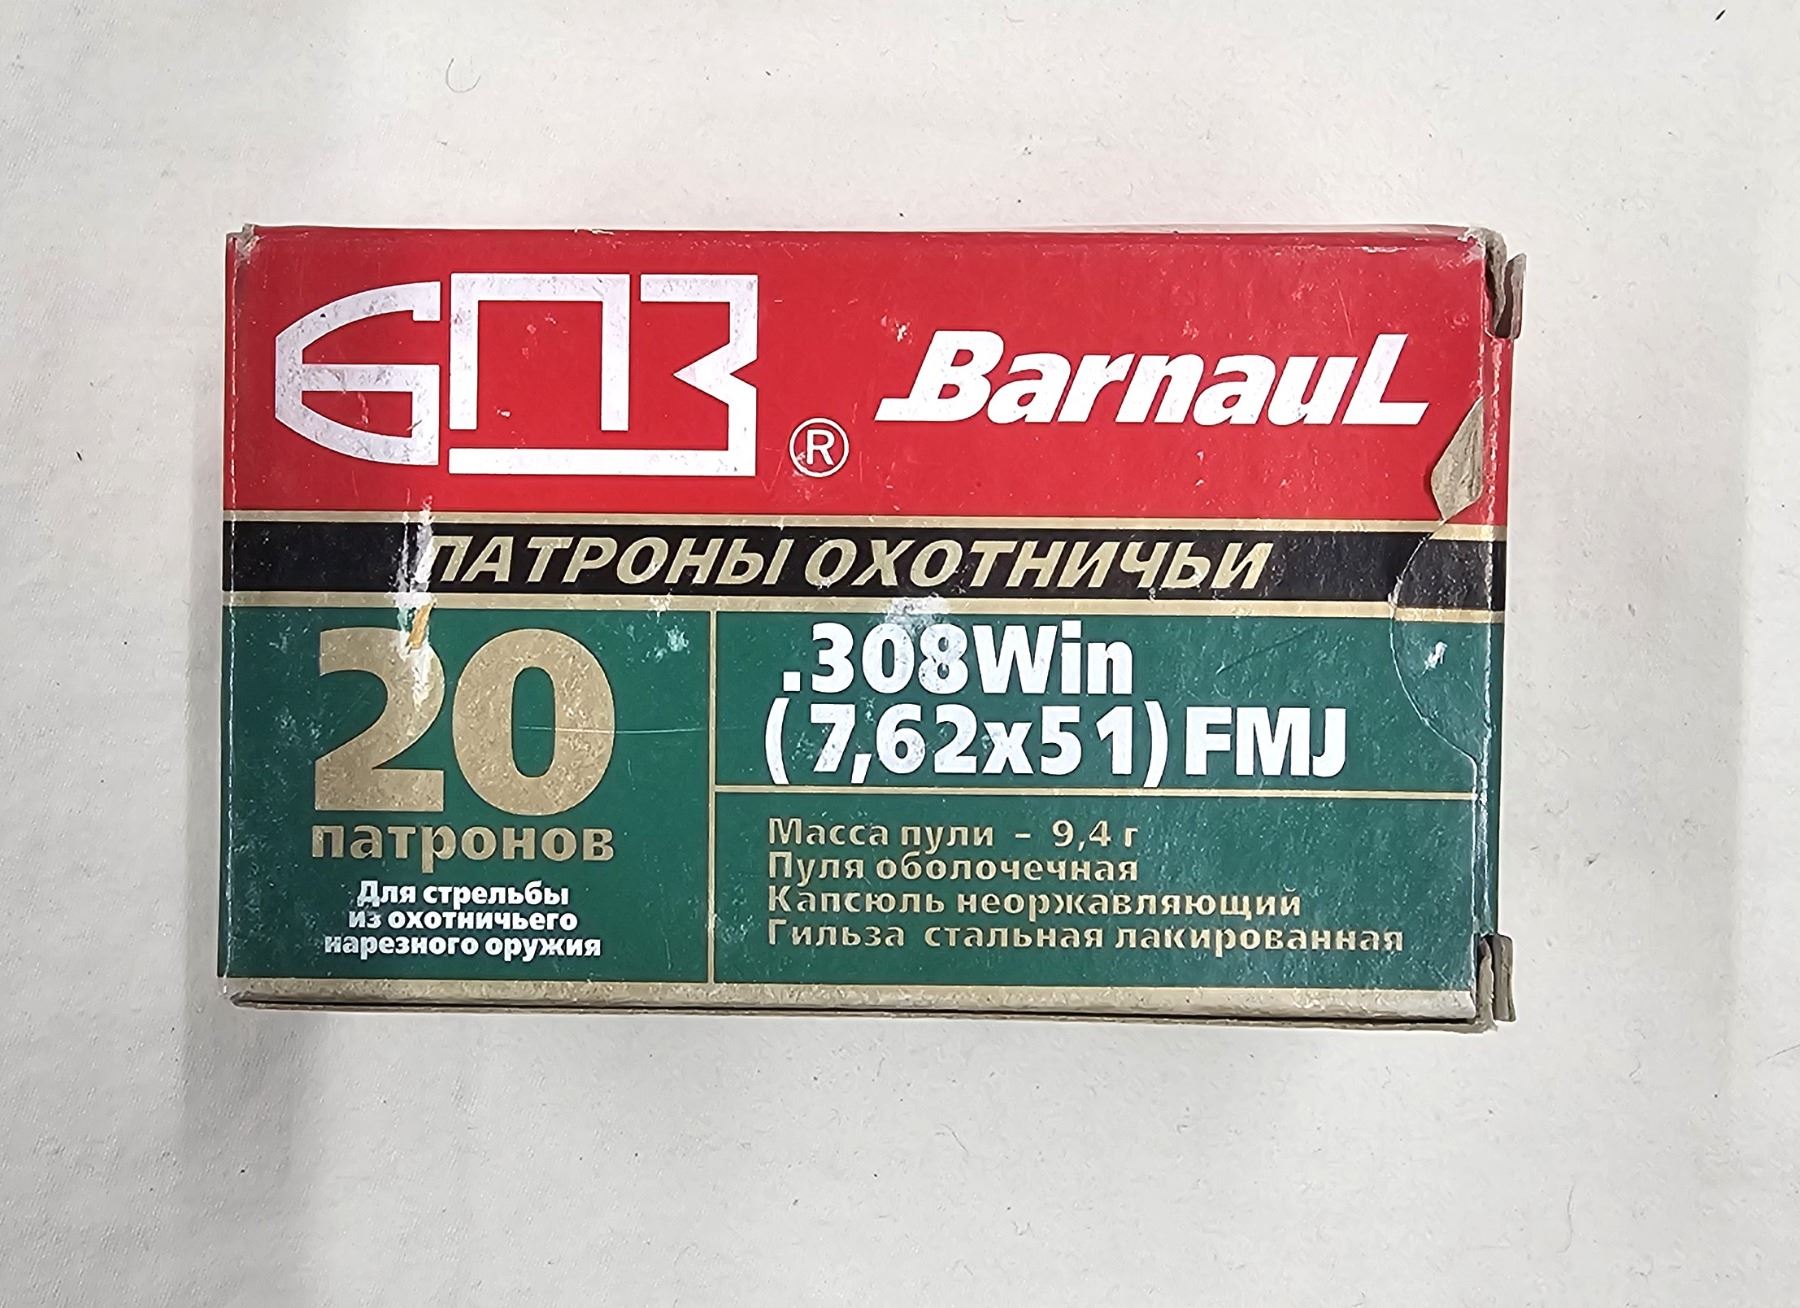 БПЗ ® BarnauL
ПАТРОНЫ ОХОТНИЧЬИ
20
патронов
Для стрельбы
из охотничьего
нарезного оружия
.308Win
(7,62x51) FMJ
Масса пули - 9,4 г
Пуля оболочечная
Капсюль неоржавляющий
Гильза стальная лакированная